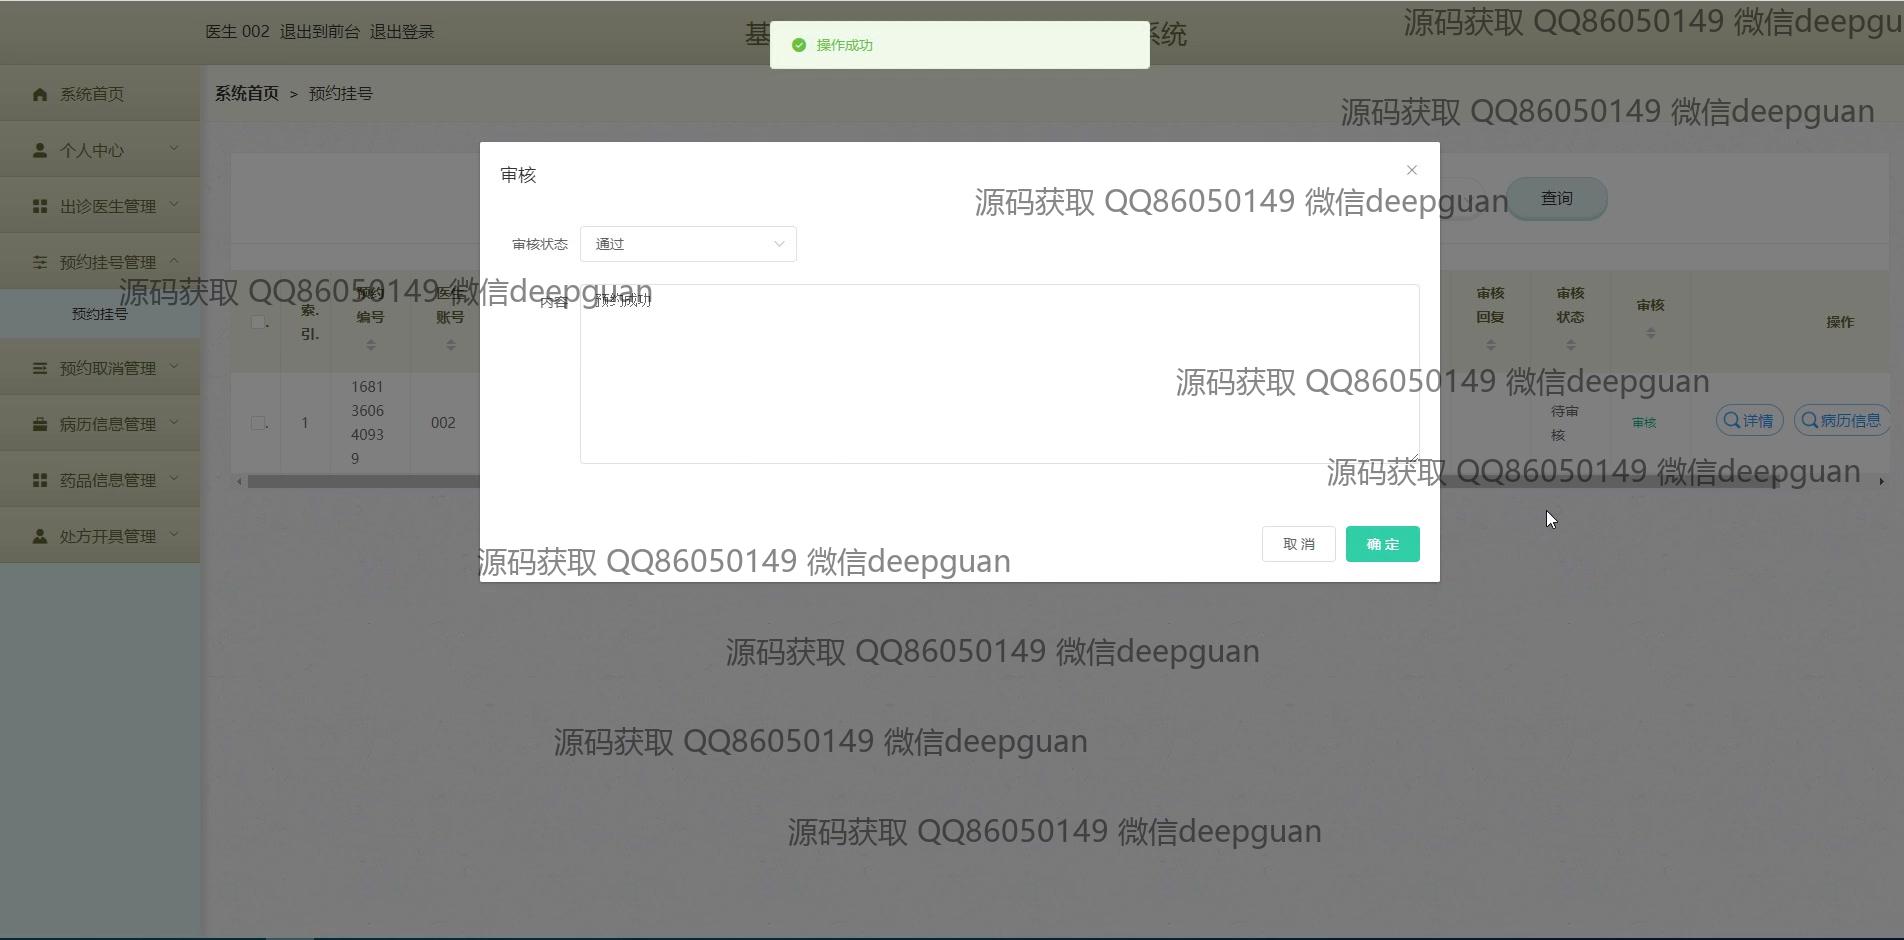 医生 002 退出到前台 退出登录
基
系统
操作成功
源码获取 QQ86050149 微信deepgu
系统首页
个人中心
出诊医生管理
预约挂号管理
预约挂号
预约取消管理
病历信息管理
药品信息管理
处方开具管理
系统首页 > 预约挂号
源码获取 QQ86050149 微信deepguan
审核
源码获取 QQ86050149 微信deepguan
查询
审核状态
通过
源码获取 QQ86050149 微信deepguan
内容
预约成功
索.
引.
预约
编号
医生
账号
审核
回复
审核
状态
审核
操作
源码获取 QQ86050149 微信deepguan
1
1681
3606
4093
9
002
待审
核
审核
详情
病历信息
源码获取 QQ86050149 微信deepguan
取 消
确 定
源码获取 QQ86050149 微信deepguan
源码获取 QQ86050149 微信deepguan
源码获取 QQ86050149 微信deepguan
源码获取 QQ86050149 微信deepguan